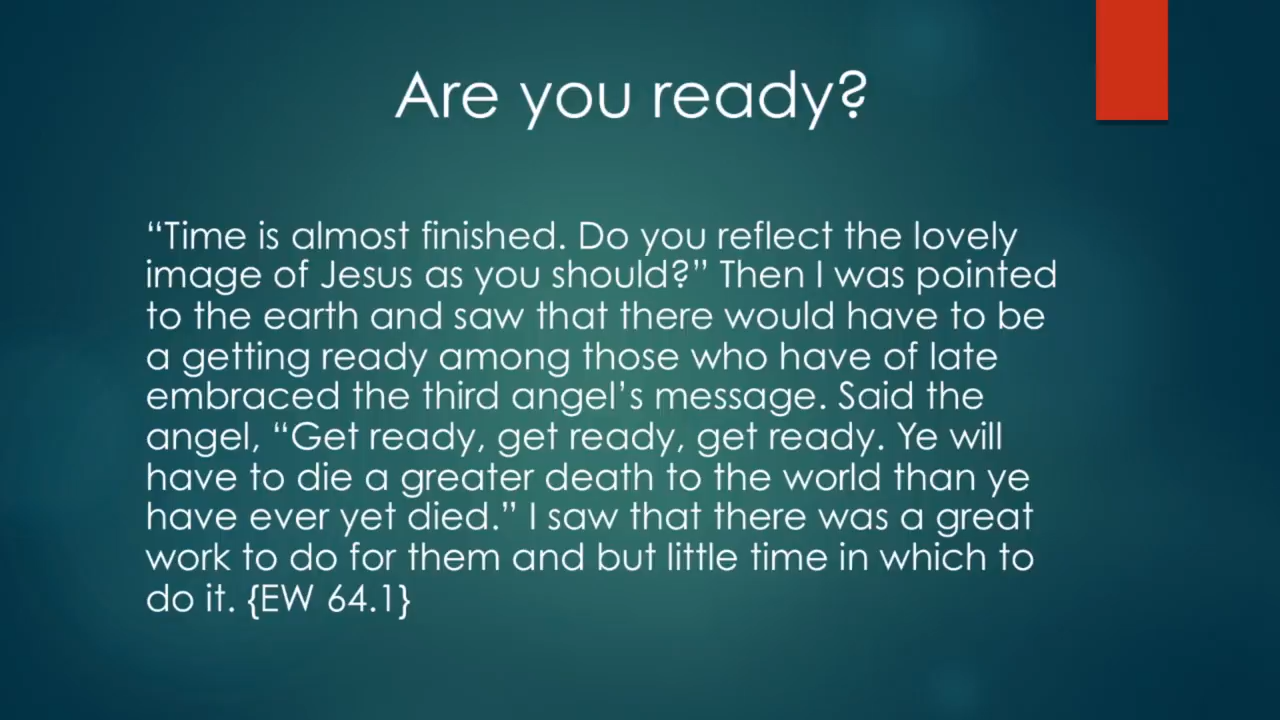 Are you ready?
“Time is almost finished. Do you reflect the lovely
image of Jesus as you should?” Then I was pointed
to the earth and saw that there would have to be
a getting ready among those who have of late
embraced the third angel’s message. Said the
angel, “Get ready, get ready, get ready. Ye will
have to die a greater death to the world than ye
have ever yet died.” I saw that there was a great
work to do for them and but little time in which to
do it. {EW 64.1}